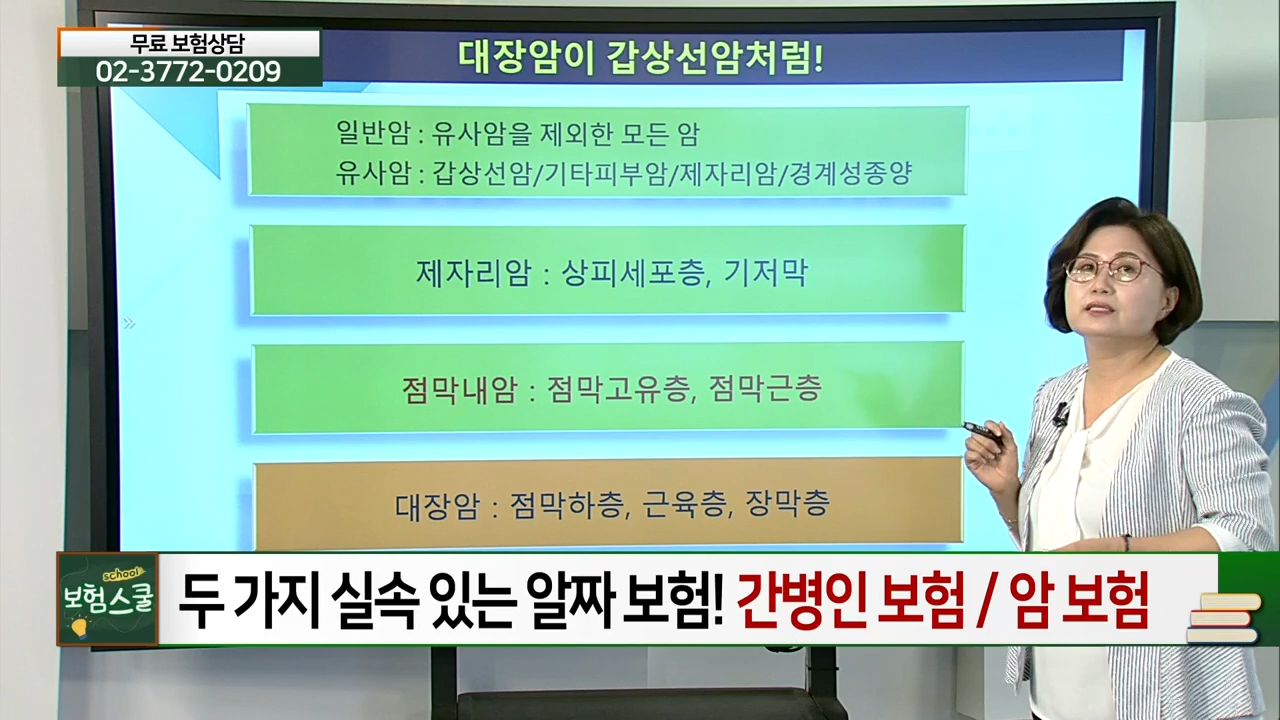 무료 보험상담
02-3772-0209
대장암이 갑상선암처럼!
일반암 : 유사암을 제외한 모든 암
유사암 : 갑상선암/기타피부암/제자리암/경계성종양
제자리암 : 상피세포층, 기저막
점막내암 : 점막고유층, 점막근층
대장암 : 점막하층, 근육층, 장막층
school
보험스쿨
두 가지 실속 있는 알짜 보험! 간병인 보험 / 암 보험